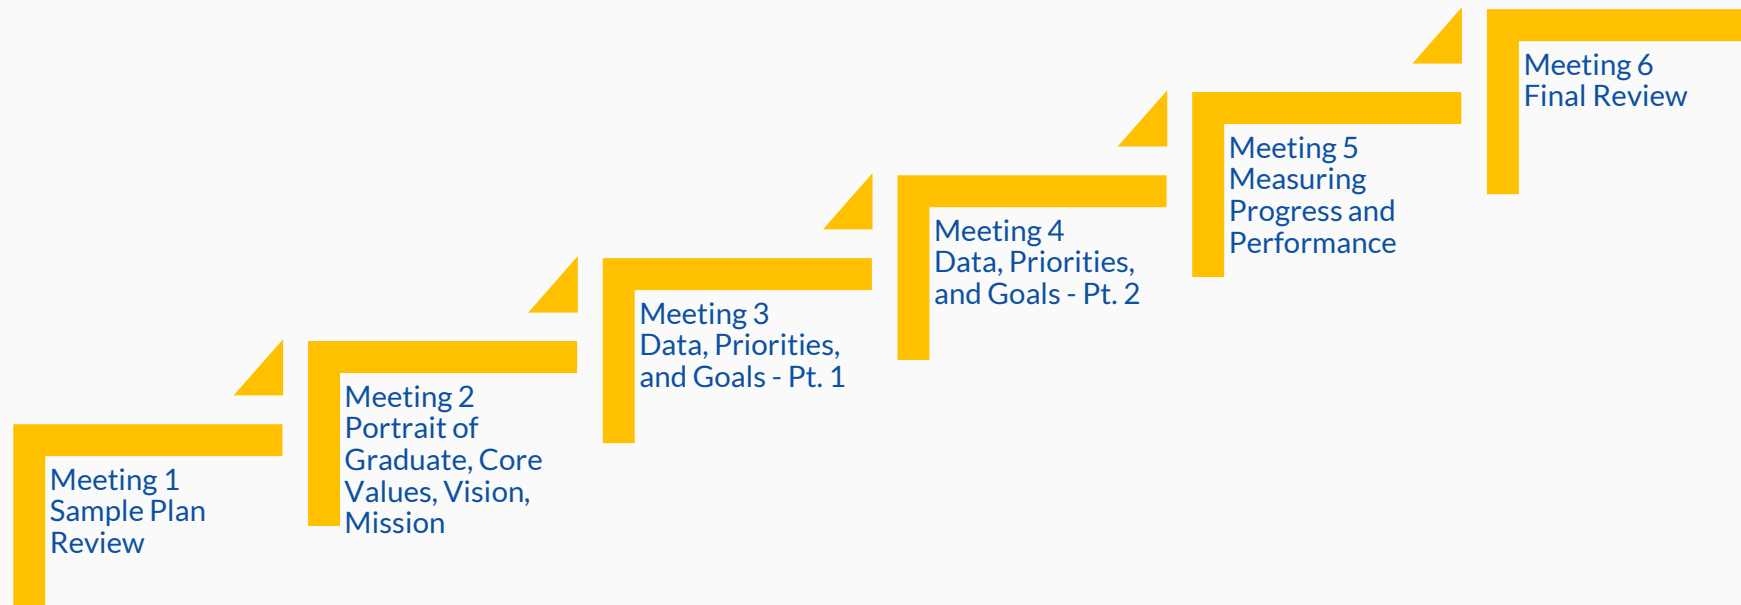 Meeting 1
Sample Plan
Review
Meeting 2
Portrait of
Graduate, Core
Values, Vision,
Mission
Meeting 3
Data, Priorities,
and Goals - Pt. 1
Meeting 4
Data, Priorities,
and Goals - Pt. 2
Meeting 5
Measuring
Progress and
Performance
Meeting 6
Final Review